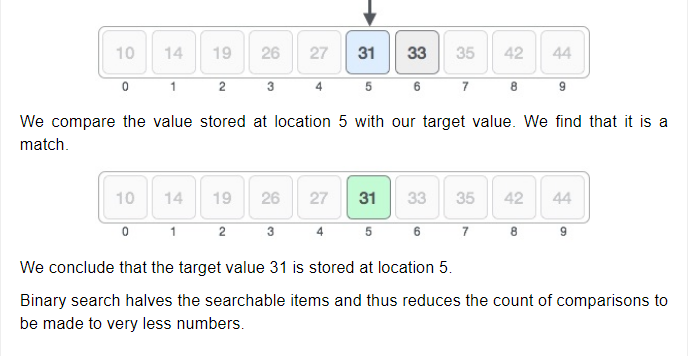 10 14 19 26 27 31 33 35 42 44
0 1 2 3 4 5 6 7 8 9
We compare the value stored at location 5 with our target value. We find that it is a
match.
10 14 19 26 27 31 33 35 42 44
0 1 2 3 4 5 6 7 8 9
We conclude that the target value 31 is stored at location 5.
Binary search halves the searchable items and thus reduces the count of comparisons to
be made to very less numbers.